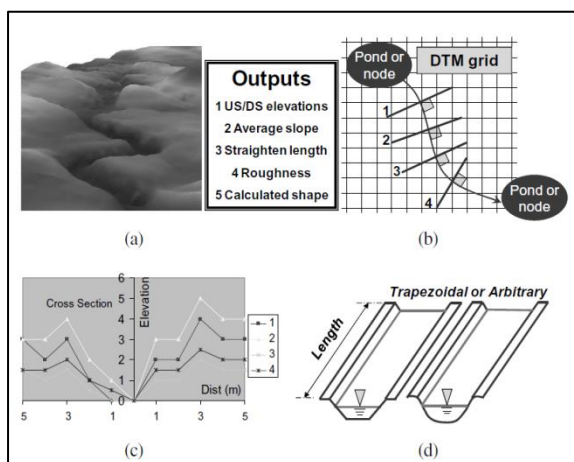 Outputs
1 US/DS elevations
2 Average slope
3 Straighten length
4 Roughness
5 Calculated shape
(a)
Pond or
node
DTM grid
1
2
3
4
Pond or
node
(b)
Cross Section
Elevation
6
5
4
3
2
1
0
Dist (m)
5 3 1 1 3 5
1
2
3
4
(c)
Trapezoidal or Arbitrary
Length
(d)